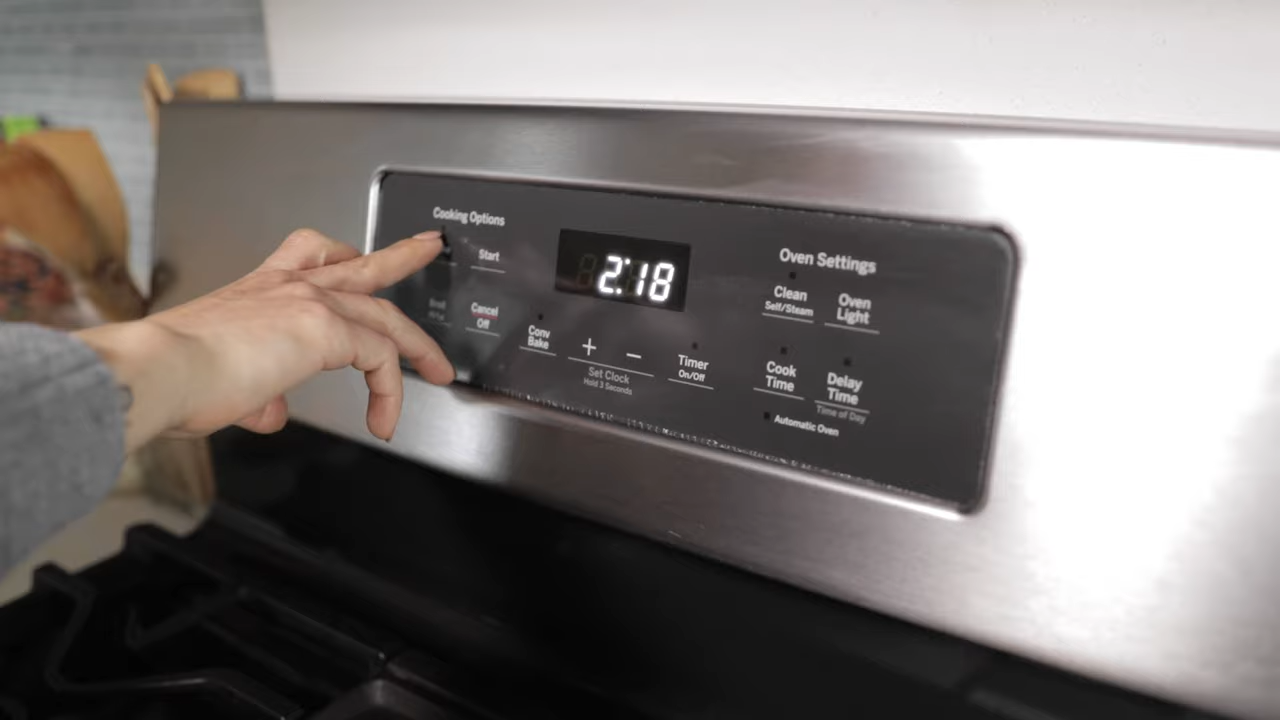 Cooking Options
Start
Cancel
Off
Conv
Bake
2:18
+ −
Set Clock
Hold 3 Seconds
Timer
On/Off
Oven Settings
Clean
Self/Steam
Oven
Light
Cook
Time
Delay
Time
Time of Day
Automatic Oven